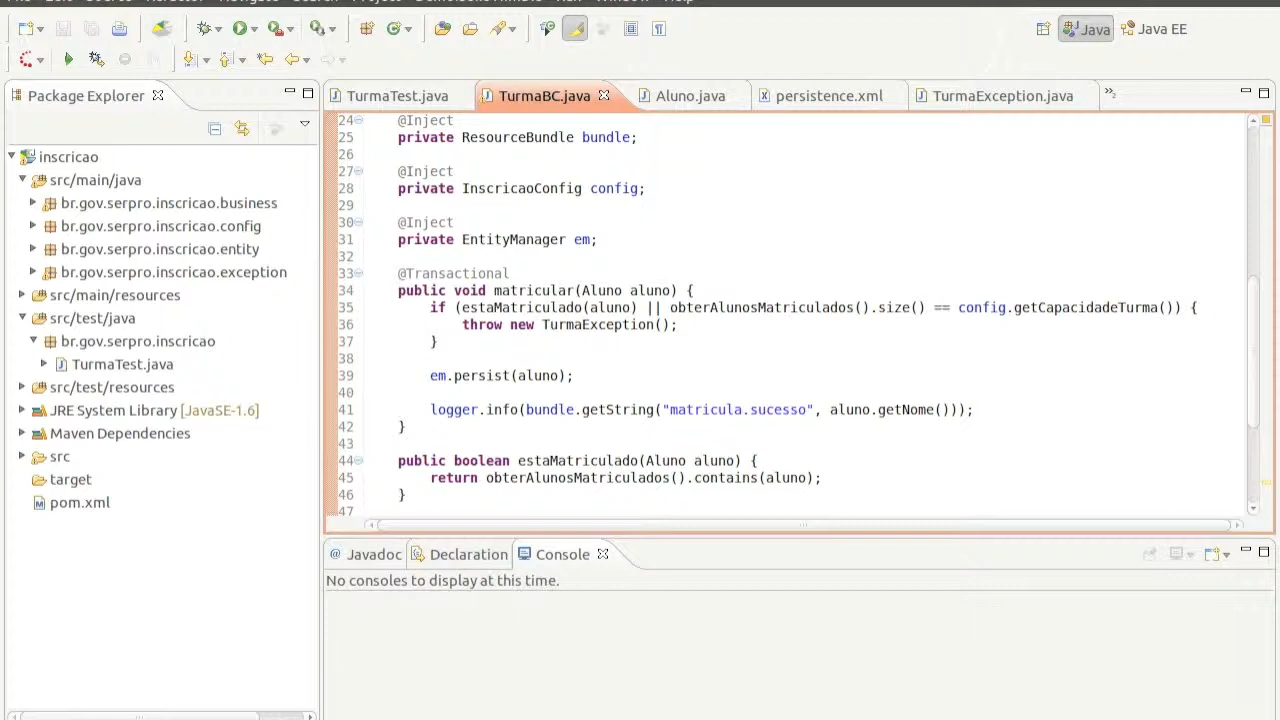 Java
Java EE
Package Explorer
inscricao
src/main/java
br.gov.serpro.inscricao.business
br.gov.serpro.inscricao.config
br.gov.serpro.inscricao.entity
br.gov.serpro.inscricao.exception
src/main/resources
src/test/java
br.gov.serpro.inscricao
TurmaTest.java
src/test/resources
JRE System Library [JavaSE-1.6]
Maven Dependencies
src
target
pom.xml
TurmaTest.java
TurmaBC.java
Aluno.java
persistence.xml
TurmaException.java
»2
24 @Inject
25 private ResourceBundle bundle;
26
27 @Inject
28 private InscricaoConfig config;
29
30 @Inject
31 private EntityManager em;
32
33 @Transactional
34 public void matricular(Aluno aluno) {
35 if (estaMatriculado(aluno) || obterAlunosMatriculados().size() == config.getCapacidadeTurma()) {
36 throw new TurmaException();
37 }
38
39 em.persist(aluno);
40
41 logger.info(bundle.getString("matricula.sucesso", aluno.getNome()));
42 }
43
44 public boolean estaMatriculado(Aluno aluno) {
45 return obterAlunosMatriculados().contains(aluno);
46 }
47
@ Javadoc
Declaration
Console
No consoles to display at this time.